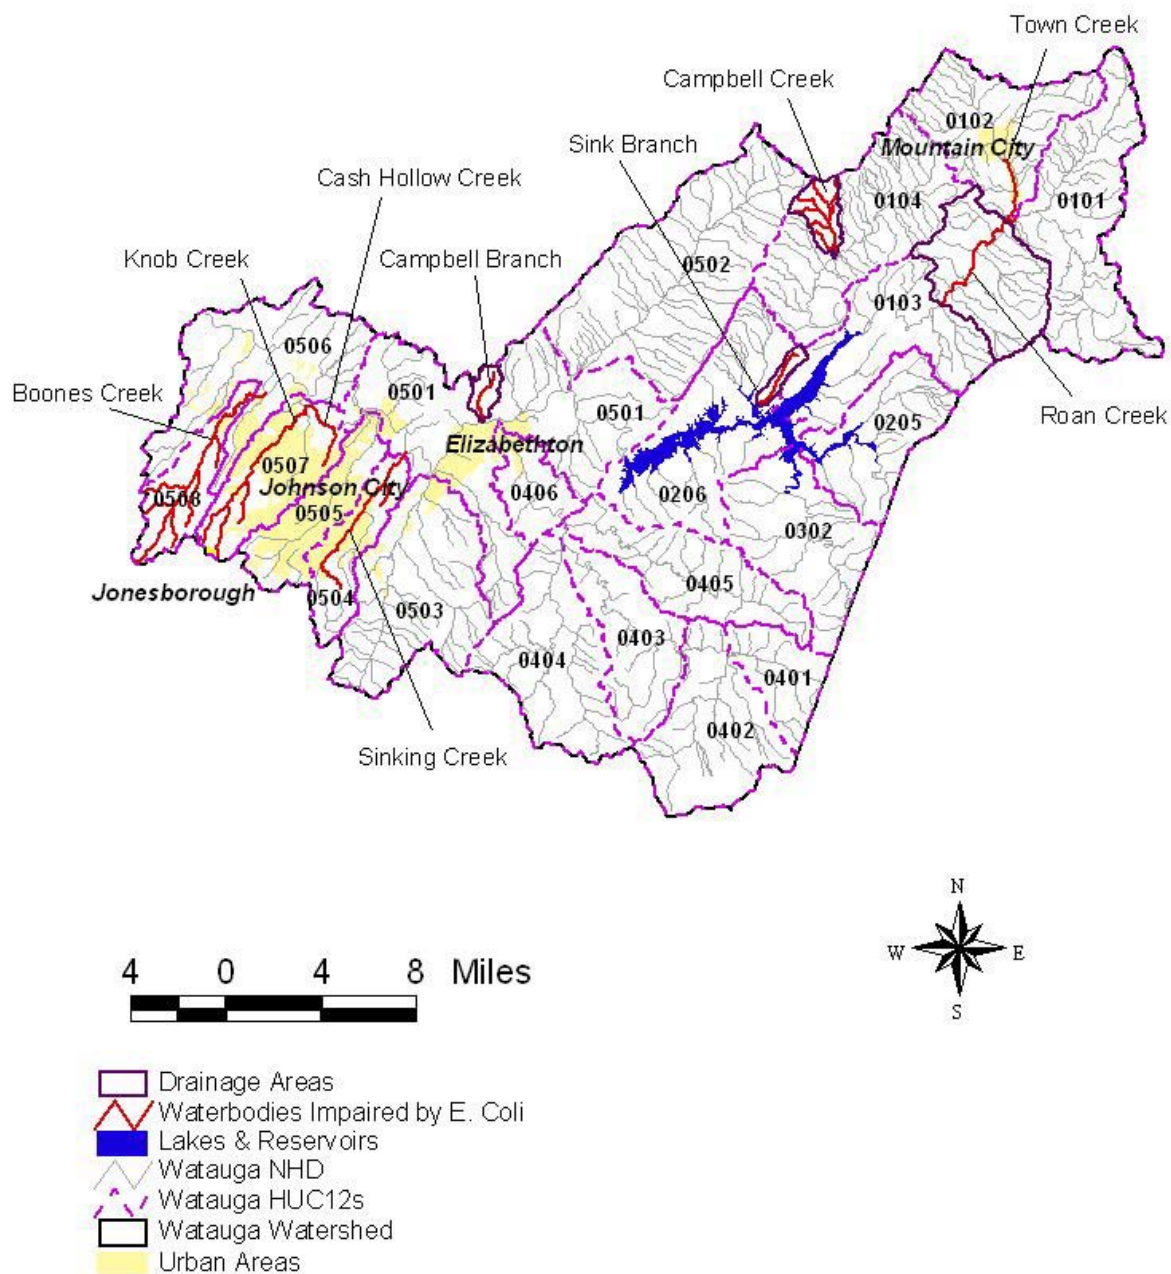 Town Creek
Campbell Creek
0102
Mountain City
Sink Branch
Cash Hollow Creek
0104
0101
Knob Creek
Campbell Branch
0502
0103
0506
Boones Creek
0501
0501
Roan Creek
0205
Elizabethton
0507
Johnson City
0508
0406
0206
0505
0302
Jonesborough
0504
0503
0405
0403
0404
0401
0402
Sinking Creek
N
W E
S
4 0 4 8 Miles
Drainage Areas
Waterbodies Impaired by E. Coli
Lakes & Reservoirs
Watauga NHD
Watauga HUC12s
Watauga Watershed
Urban Areas